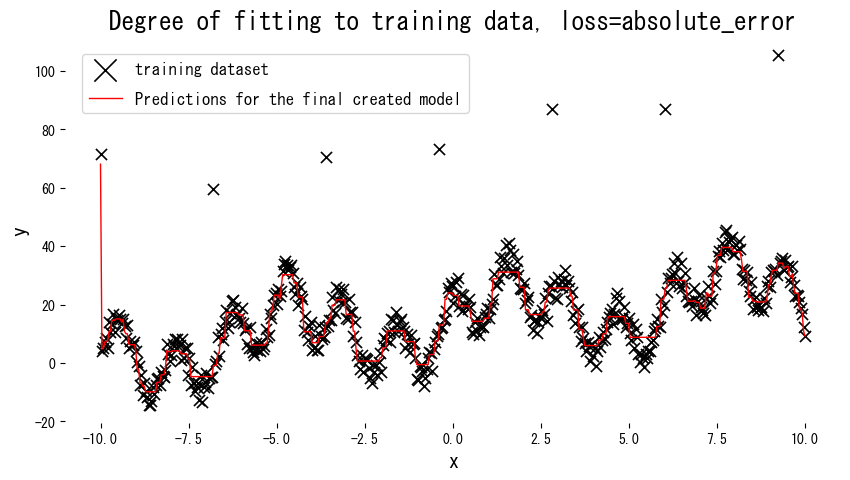 Degree of fitting to training data, loss=absolute_error
training dataset
Predictions for the final created model
100
80
60
40
20
0
−20
y
−10.0 −7.5 −5.0 −2.5 0.0 2.5 5.0 7.5 10.0
x